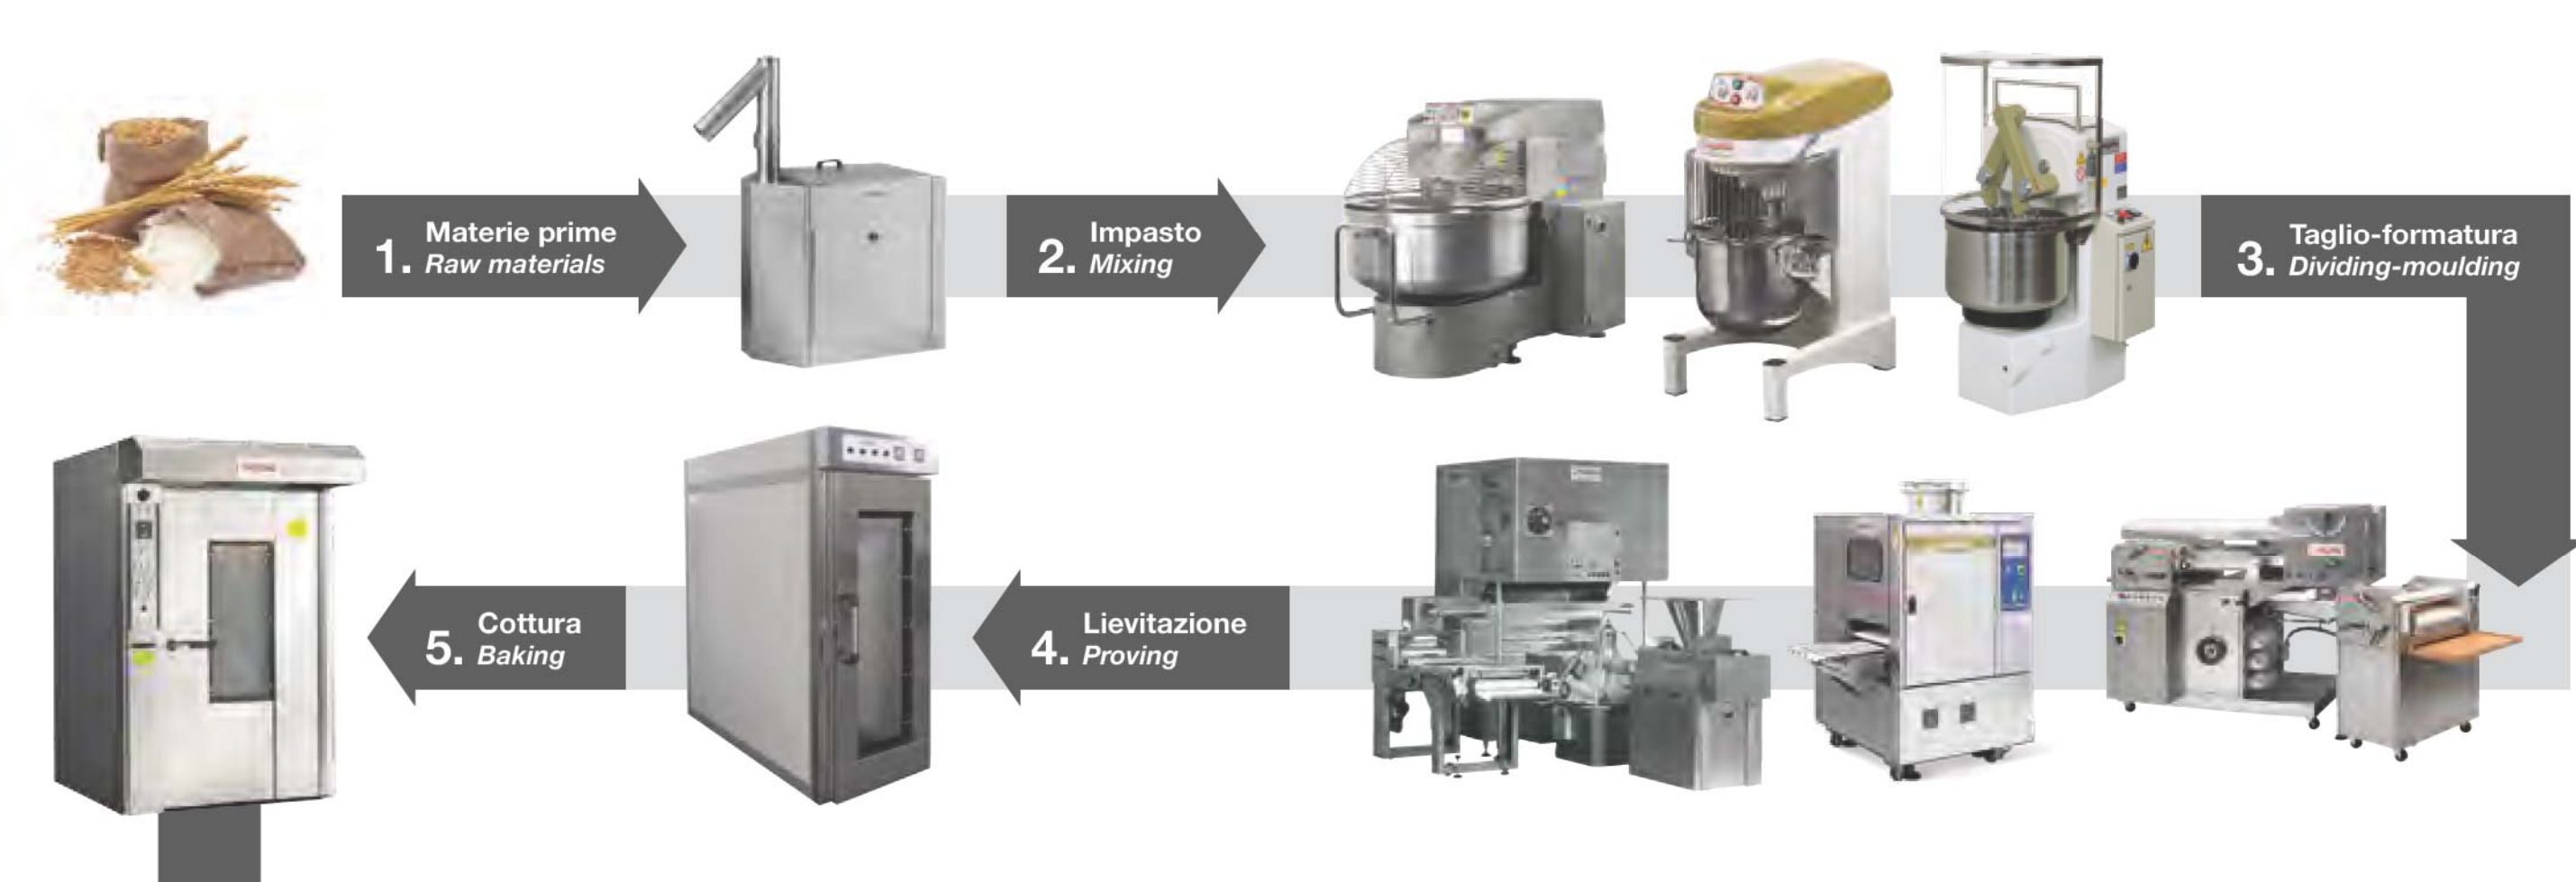 1. Materie prime
Raw materials
2. Impasto
Mixing
3. Taglio-formatura
Dividing-moulding
4. Lievitazione
Proving
5. Cottura
Baking